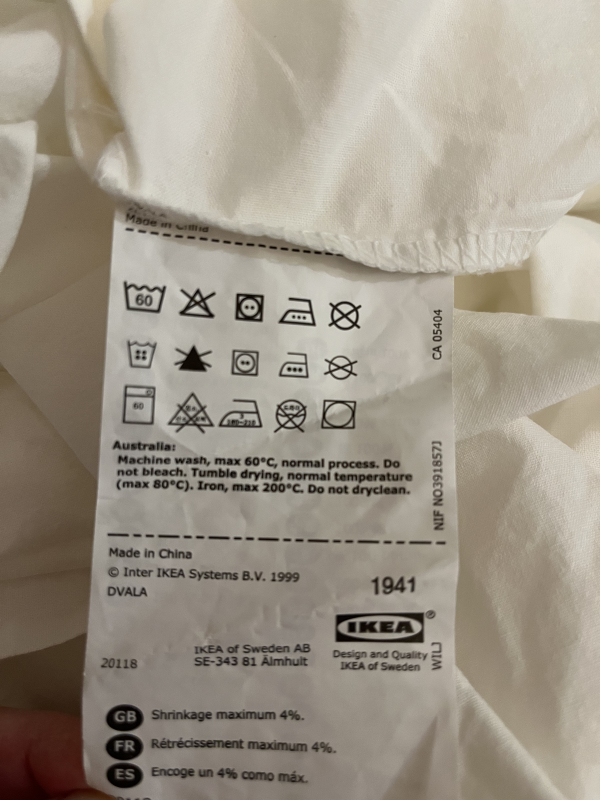 Made in China
60
60
Australia:
Machine wash, max 60°C, normal process. Do
not bleach. Tumble drying, normal temperature
(max 80°C). Iron, max 200°C. Do not dryclean.
CA 05404
NIF NO391857J
Made in China
© Inter IKEA Systems B.V. 1999
DVALA
1941
IKEA®
20118
IKEA of Sweden AB
SE-343 81 Älmhult
Design and Quality
IKEA of Sweden
GB Shrinkage maximum 4%.
FR Rétrécissement maximum 4%.
ES Encoge un 4% como máx.